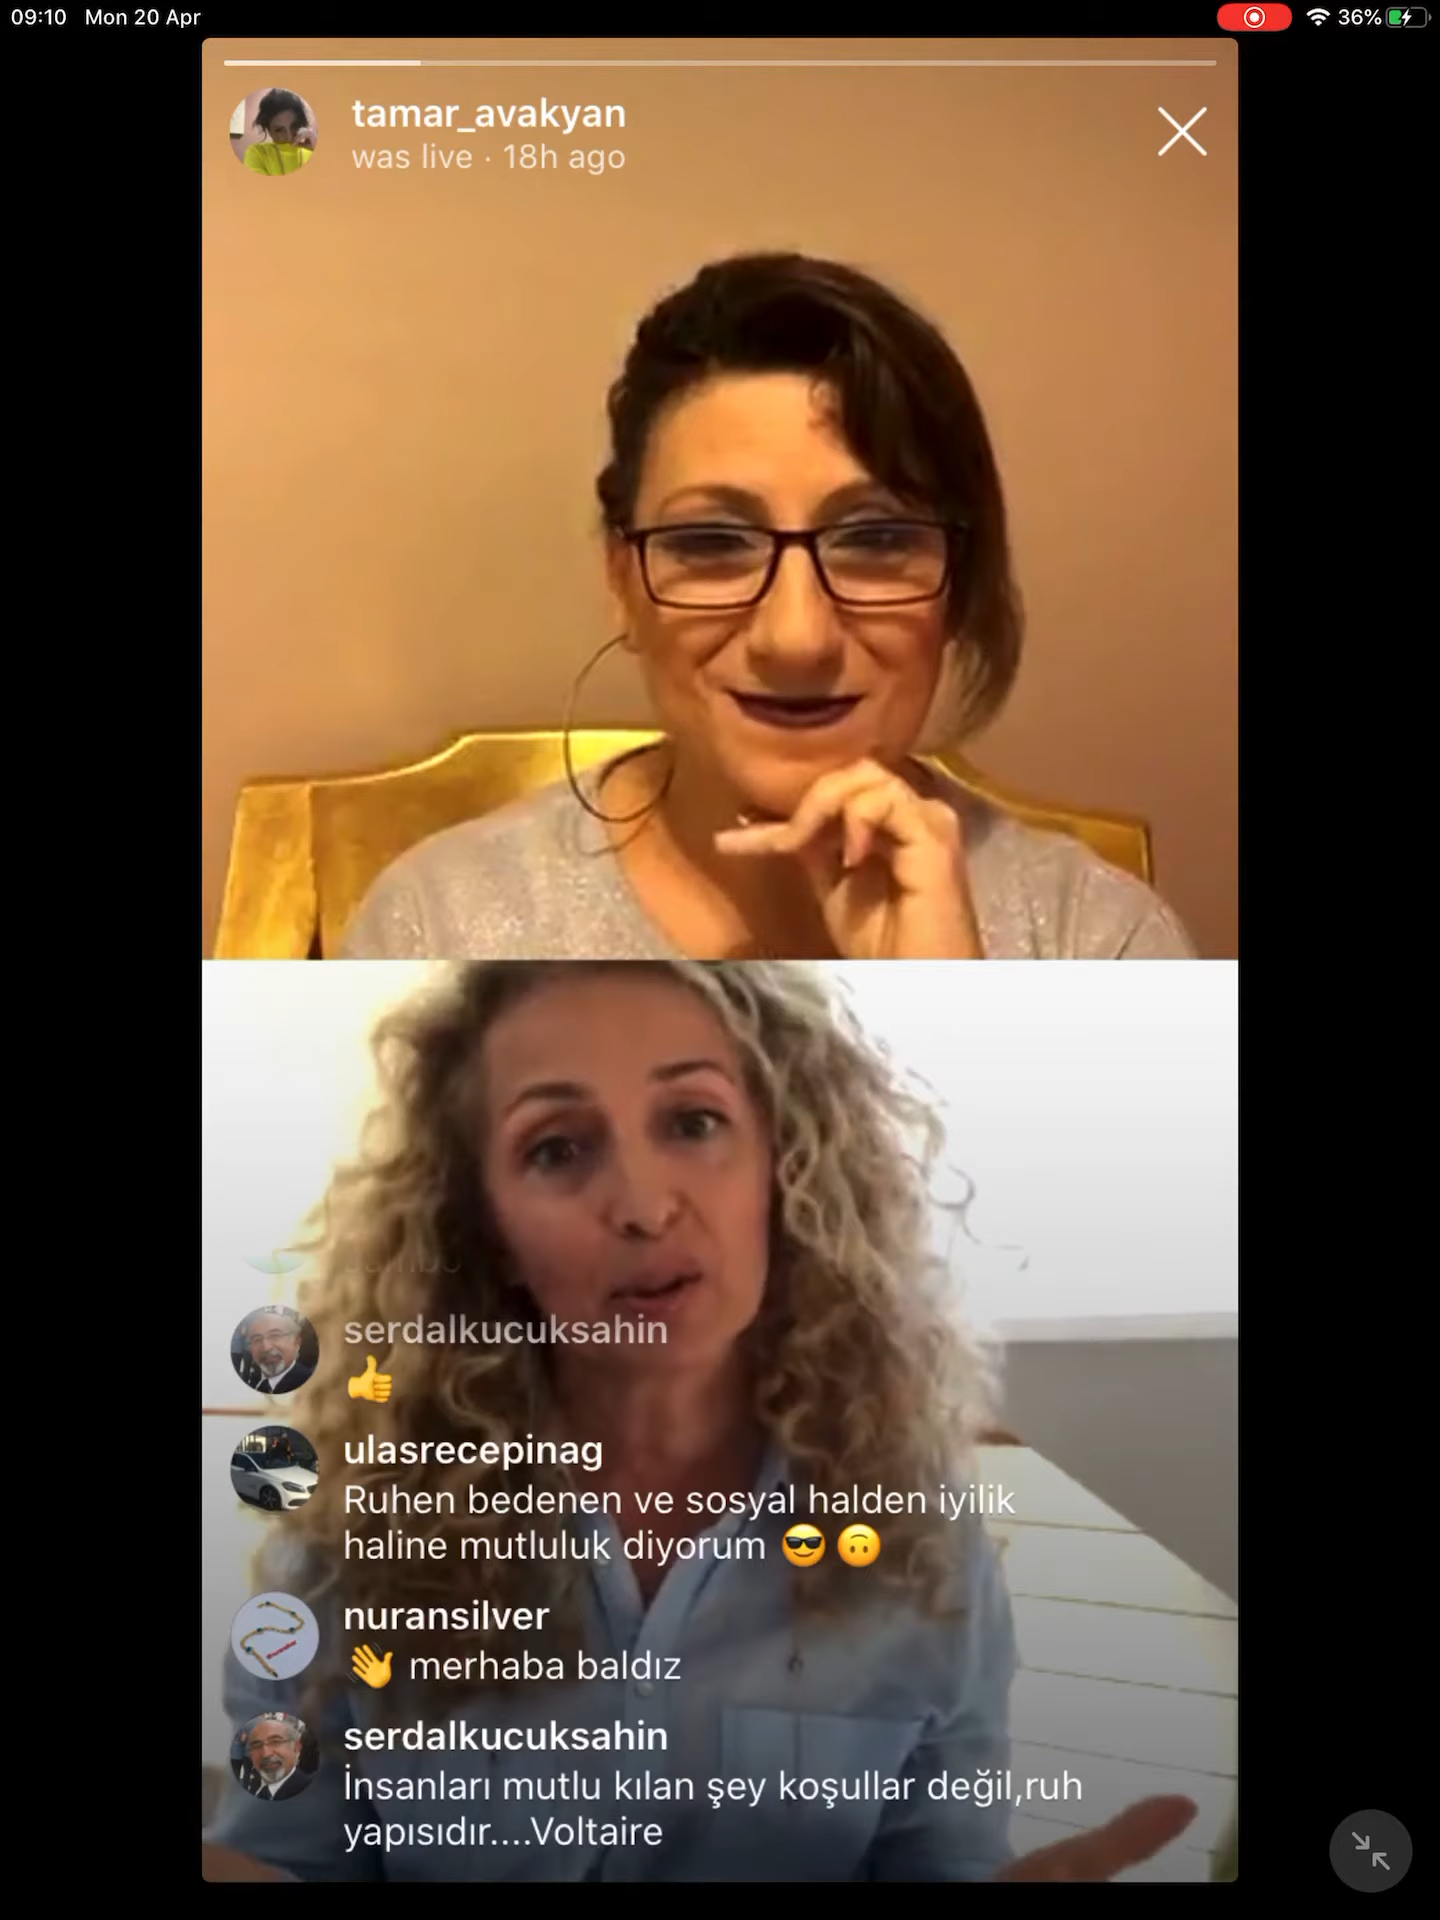 09:10 Mon 20 Apr
36%
tamar_avakyan
was live · 18h ago
serdalkucuksahin
👍
ulasrecepinag
Ruhen bedenen ve sosyal halden iyilik
haline mutluluk diyorum 😎 🙃
nuransilver
👋 merhaba baldız
serdalkucuksahin
İnsanları mutlu kılan şey koşullar değil,ruh
yapısıdır....Voltaire